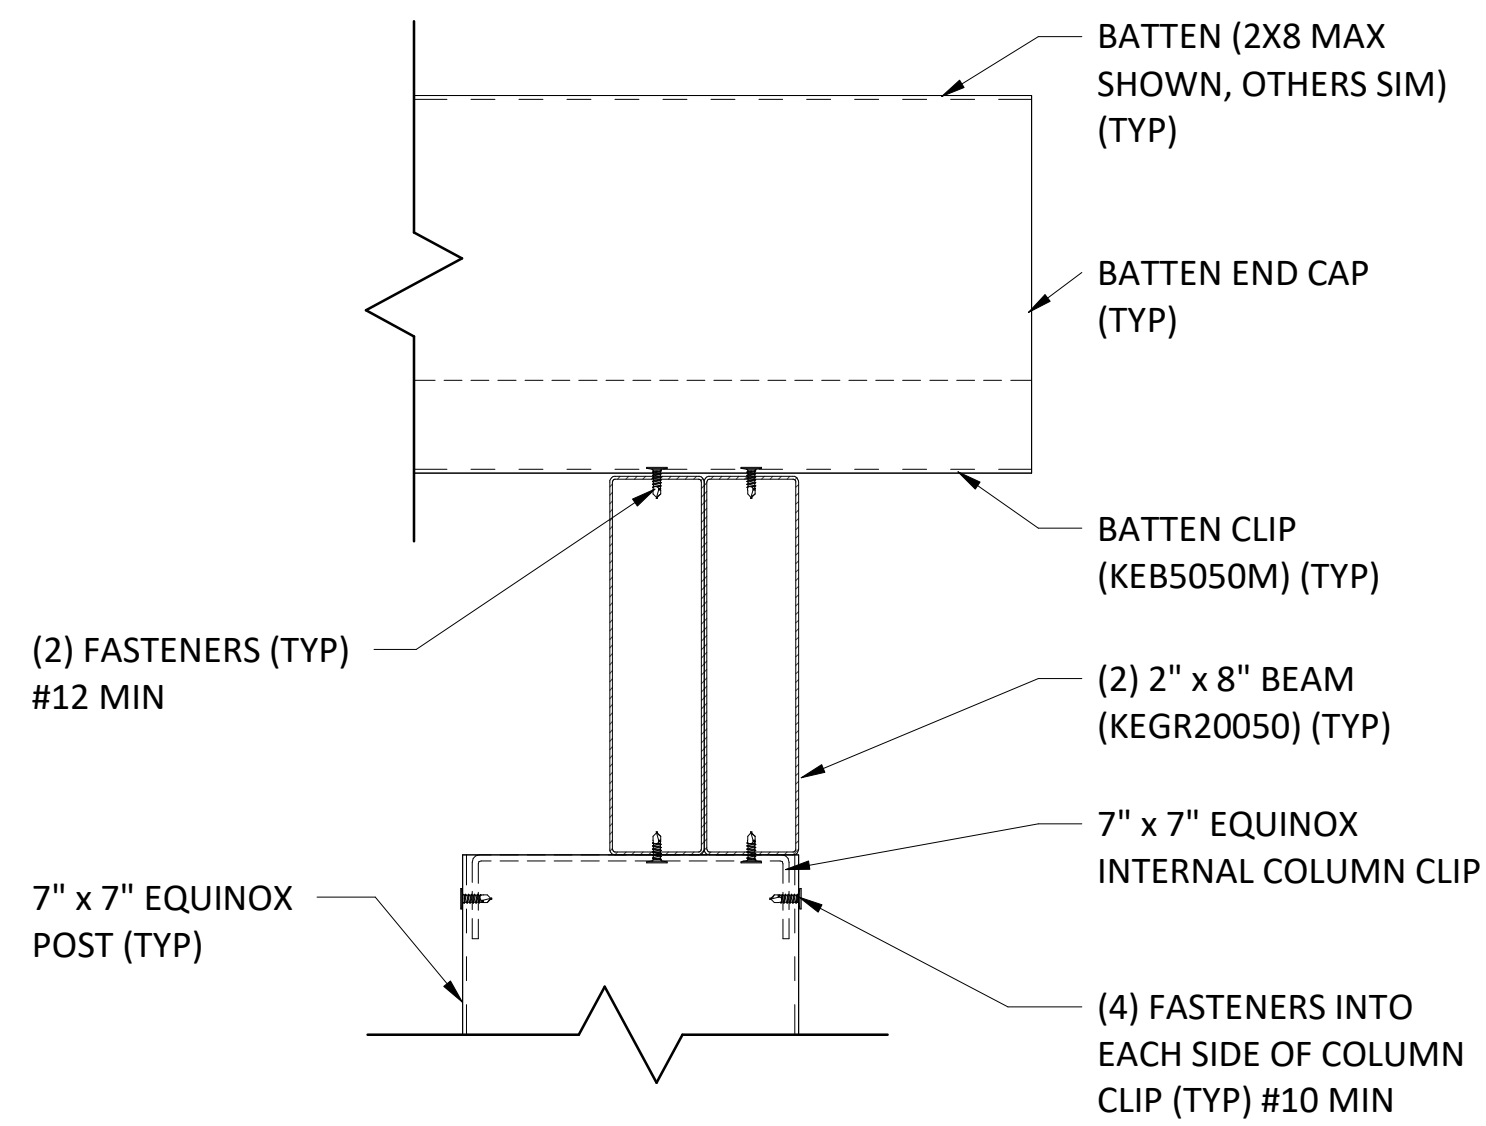 BATTEN (2X8 MAX
SHOWN, OTHERS SIM)
(TYP)
BATTEN END CAP
(TYP)
BATTEN CLIP
(KEB5050M) (TYP)
(2) FASTENERS (TYP)
#12 MIN
(2) 2" x 8" BEAM
(KEGR20050) (TYP)
7" x 7" EQUINOX
INTERNAL COLUMN CLIP
7" x 7" EQUINOX
POST (TYP)
(4) FASTENERS INTO
EACH SIDE OF COLUMN
CLIP (TYP) #10 MIN